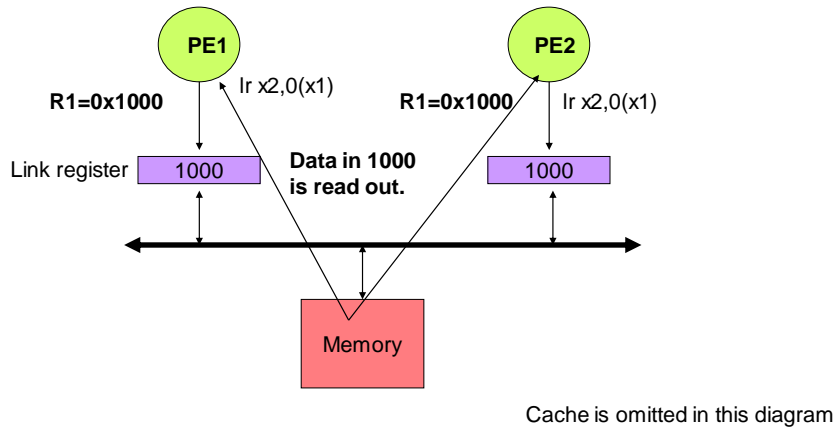 PE1
PE2
lr x2,0(x1)
R1=0x1000
R1=0x1000
lr x2,0(x1)
Link register
1000
Data in 1000
is read out.
1000
Memory
Cache is omitted in this diagram